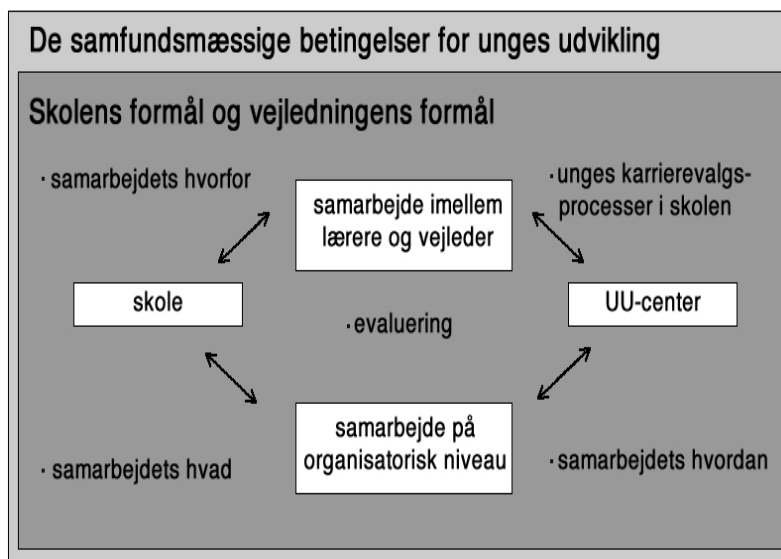 De samfundsmæssige betingelser for unges udvikling
Skolens formål og vejledningens formål
· samarbejdets hvorfor
samarbejde imellem
lærere og vejleder
· unges karrierevalgs-
processer i skolen
skole
· evaluering
UU-center
· samarbejdets hvad
samarbejde på
organisatorisk niveau
· samarbejdets hvordan